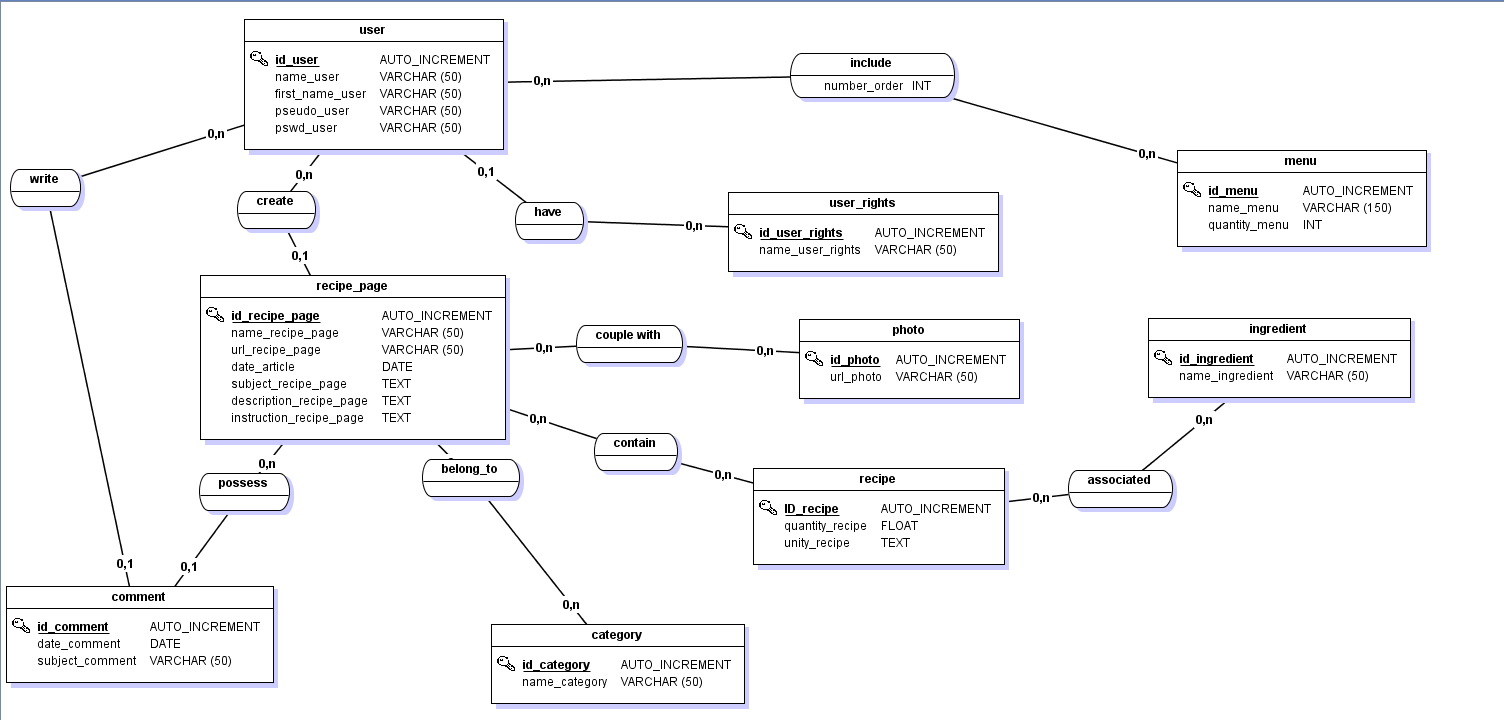 user
id_user AUTO_INCREMENT
name_user VARCHAR (50)
first_name_user VARCHAR (50)
pseudo_user VARCHAR (50)
pswd_user VARCHAR (50)
include
number_order INT
0,n
0,n
0,n
menu
id_menu AUTO_INCREMENT
name_menu VARCHAR (150)
quantity_menu INT
write
0,n
create
0,1
0,1
have
0,n
user_rights
id_user_rights AUTO_INCREMENT
name_user_rights VARCHAR (50)
recipe_page
id_recipe_page AUTO_INCREMENT
name_recipe_page VARCHAR (50)
url_recipe_page VARCHAR (50)
date_article DATE
subject_recipe_page TEXT
description_recipe_page TEXT
instruction_recipe_page TEXT
0,n
couple with
0,n
photo
id_photo AUTO_INCREMENT
url_photo VARCHAR (50)
ingredient
id_ingredient AUTO_INCREMENT
name_ingredient VARCHAR (50)
0,n
contain
0,n
recipe
ID_recipe AUTO_INCREMENT
quantity_recipe FLOAT
unity_recipe TEXT
0,n
associated
0,n
0,n
possess
0,1
0,1
belong_to
0,n
comment
id_comment AUTO_INCREMENT
date_comment DATE
subject_comment VARCHAR (50)
category
id_category AUTO_INCREMENT
name_category VARCHAR (50)